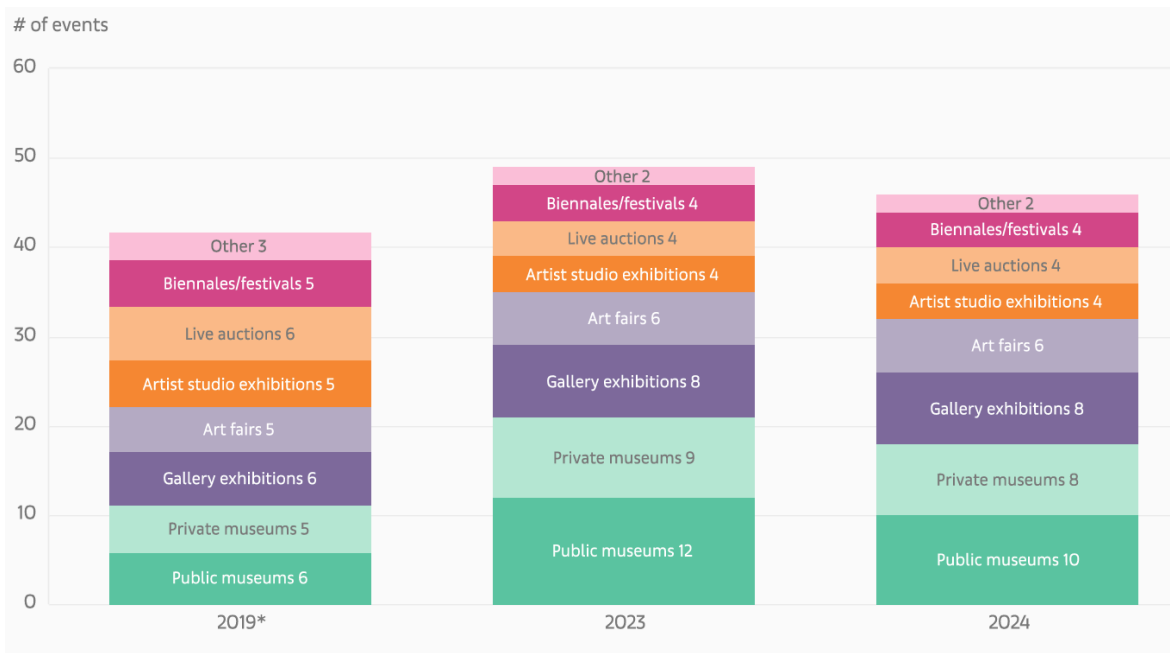 # of events
60
50
40
30
20
10
0
Other 3
Biennales/festivals 5
Live auctions 6
Artist studio exhibitions 5
Art fairs 5
Gallery exhibitions 6
Private museums 5
Public museums 6
2019*
Other 2
Biennales/festivals 4
Live auctions 4
Artist studio exhibitions 4
Art fairs 6
Gallery exhibitions 8
Private museums 9
Public museums 12
2023
Other 2
Biennales/festivals 4
Live auctions 4
Artist studio exhibitions 4
Art fairs 6
Gallery exhibitions 8
Private museums 8
Public museums 10
2024